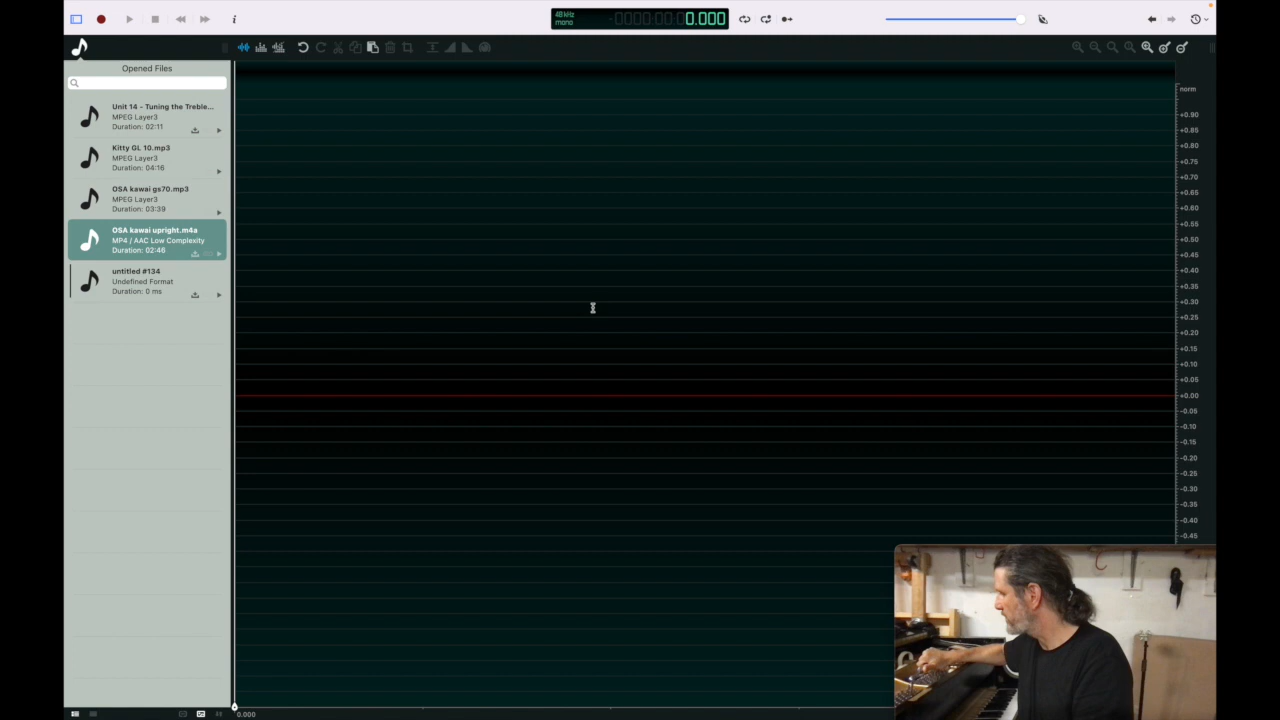 48 kHz
mono
-0000:00:00.000
Opened Files
Unit 14 - Tuning the Treble...
MPEG Layer3
Duration: 02:11
Kitty GL 10.mp3
MPEG Layer3
Duration: 04:16
OSA kawai gs70.mp3
MPEG Layer3
Duration: 03:39
OSA kawai upright.m4a
MP4 / AAC Low Complexity
Duration: 02:46
untitled #134
Undefined Format
Duration: 0 ms
norm
+0.90
+0.85
+0.80
+0.75
+0.70
+0.65
+0.60
+0.55
+0.50
+0.45
+0.40
+0.35
+0.30
+0.25
+0.20
+0.15
+0.10
+0.05
+0.00
-0.05
-0.10
-0.15
-0.20
-0.25
-0.30
-0.35
-0.40
-0.45
0.000